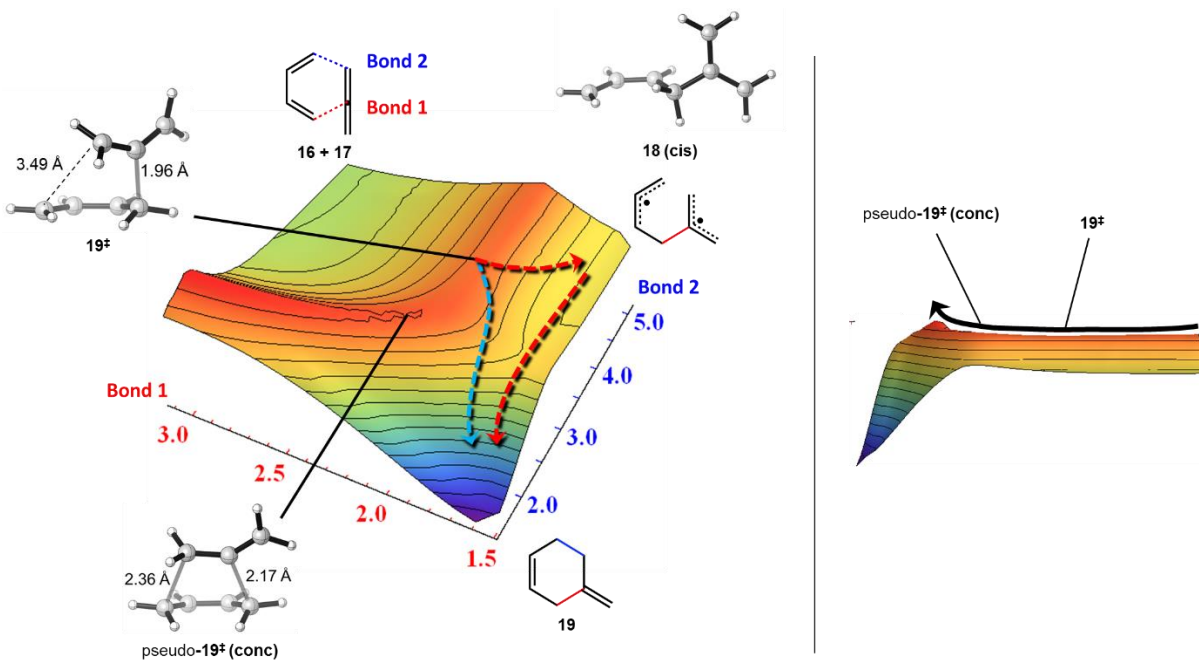 Bond 2
Bond 1
16 + 17
18 (cis)
3.49 Å
1.96 Å
19‡
pseudo-19‡ (conc)
19‡
Bond 2
5.0
4.0
3.0
2.0
Bond 1
3.0
2.5
2.0
1.5
2.36 Å
2.17 Å
pseudo-19‡ (conc)
19